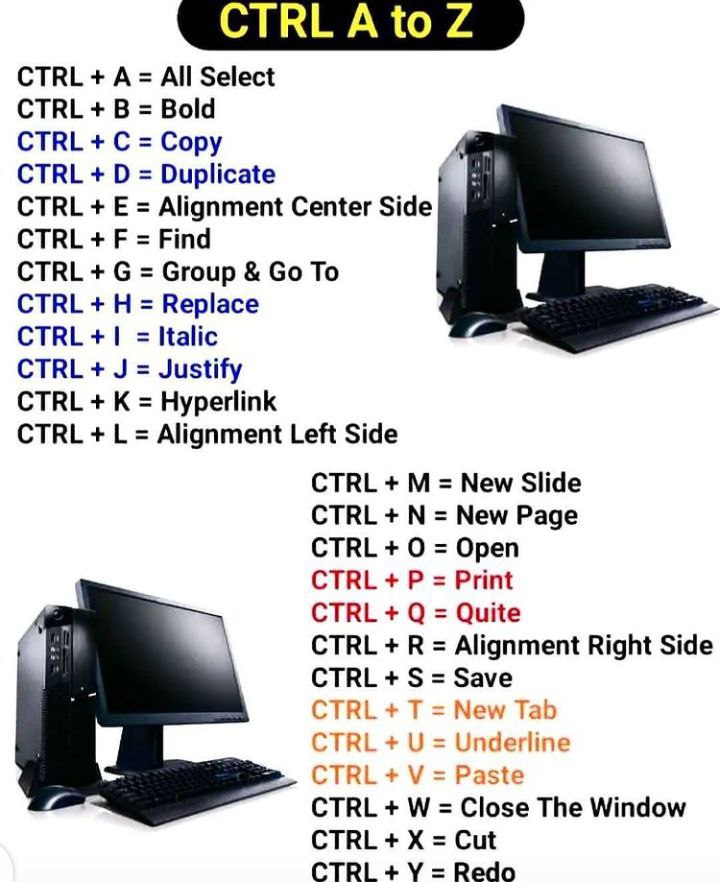 CTRL A to Z
CTRL + A = All Select
CTRL + B = Bold
CTRL + C = Copy
CTRL + D = Duplicate
CTRL + E = Alignment Center Side
CTRL + F = Find
CTRL + G = Group & Go To
CTRL + H = Replace
CTRL + I = Italic
CTRL + J = Justify
CTRL + K = Hyperlink
CTRL + L = Alignment Left Side
CTRL + M = New Slide
CTRL + N = New Page
CTRL + O = Open
CTRL + P = Print
CTRL + Q = Quite
CTRL + R = Alignment Right Side
CTRL + S = Save
CTRL + T = New Tab
CTRL + U = Underline
CTRL + V = Paste
CTRL + W = Close The Window
CTRL + X = Cut
CTRL + Y = Redo